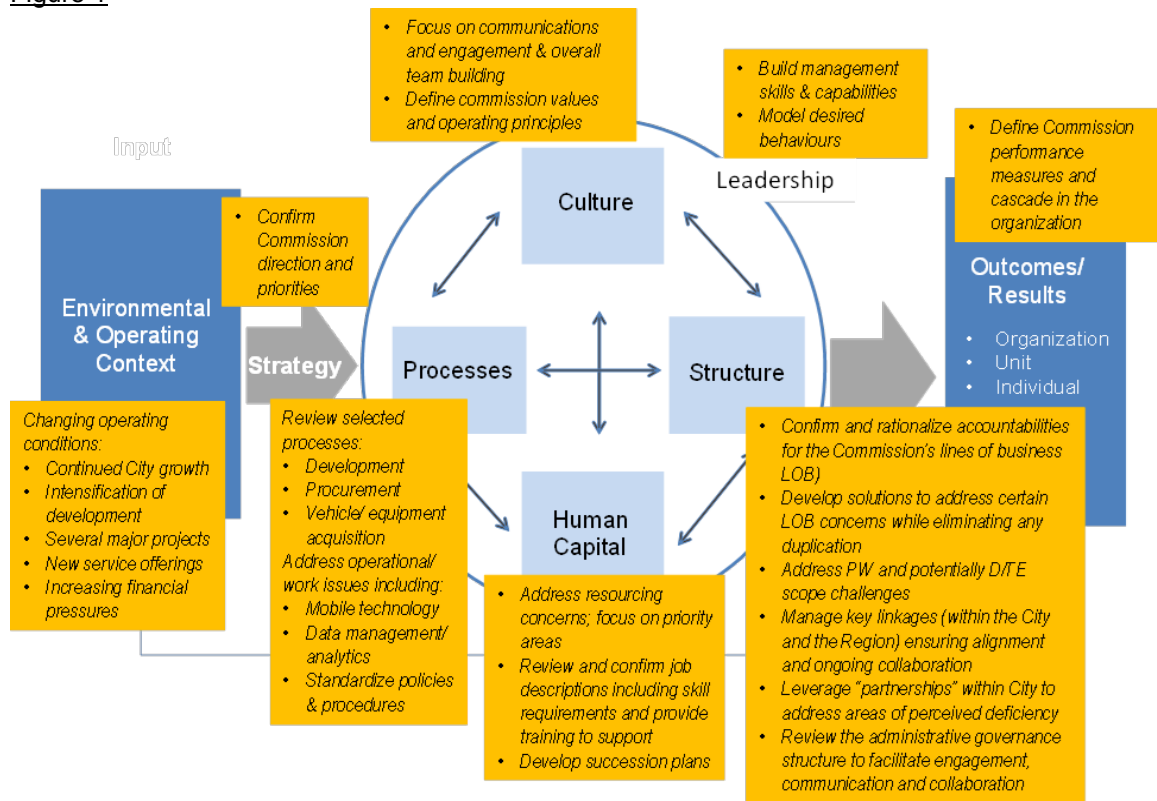 Figure
• Focus on communications
and engagement & overall
team building
• Define commission values
and operating principles
• Build management
skills & capabilities
• Model desired
behaviours
• Define Commission
performance
measures and
cascade in the
organization
Input
Leadership
Culture
• Confirm
Commission
direction and
priorities
Environmental
& Operating
Context
Strategy
Processes
Structure
Human
Capital
Outcomes/
Results
• Organization
• Unit
• Individual
Changing operating
conditions:
• Continued City growth
• Intensification of
development
• Several major projects
• New service offerings
• Increasing financial
pressures
Review selected
processes:
• Development
• Procurement
• Vehicle/ equipment
acquisition
Address operational/
work issues including:
• Mobile technology
• Data management/
analytics
• Standardize policies
& procedures
• Address resourcing
concerns; focus on priority
areas
• Review and confirm job
descriptions including skill
requirements and provide
training to support
• Develop succession plans
• Confirm and rationalize accountabilities
for the Commission's lines of business
LOB)
• Develop solutions to address certain
LOB concerns while eliminating any
duplication
• Address PW and potentially D/TE
scope challenges
• Manage key linkages (within the City
and the Region) ensuring alignment
and ongoing collaboration
• Leverage "partnerships" within City to
address areas of perceived deficiency
• Review the administrative governance
structure to facilitate engagement,
communication and collaboration